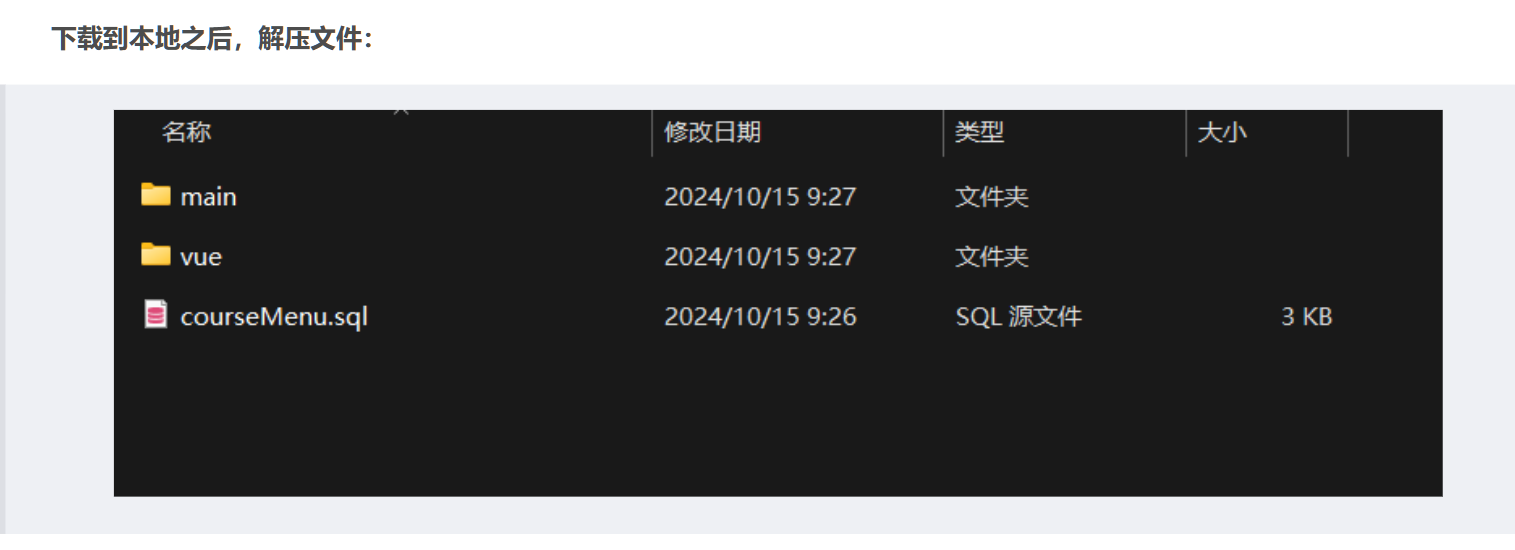 下载到本地之后，解压文件：
名称 修改日期 类型 大小
main 2024/10/15 9:27 文件夹
vue 2024/10/15 9:27 文件夹
courseMenu.sql 2024/10/15 9:26 SQL 源文件 3 KB